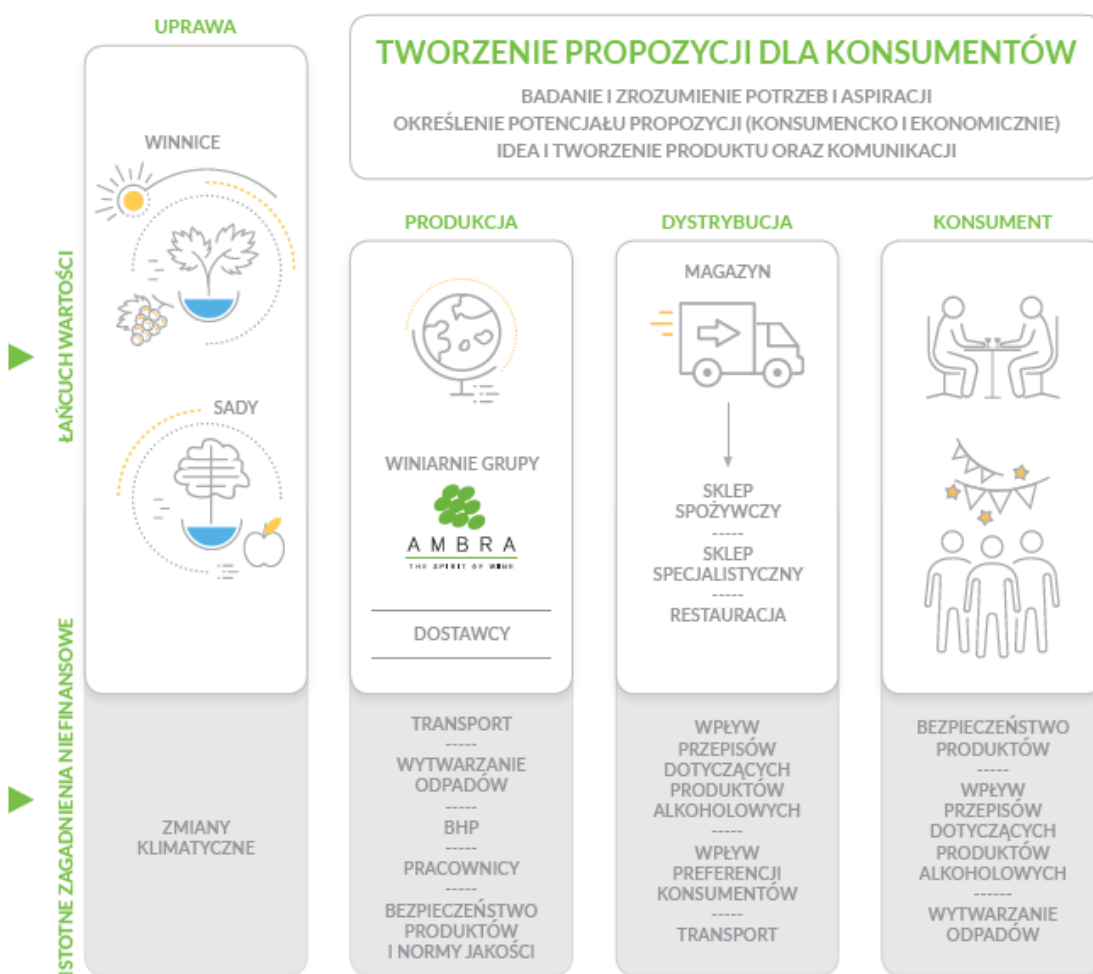 UPRAWA
WINNICE
SADY
TWORZENIE PROPOZYCJI DLA KONSUMENTÓW
BADANIE I ZROZUMIENIE POTRZEB I ASPIRACJI
OKREŚLENIE POTENCJAŁU PROPOZYCJI (KONSUMENCKO I EKONOMICZNIE)
IDEA I TWORZENIE PRODUKTU ORAZ KOMUNIKACJI
ŁAŃCUCH WARTOŚCI
PRODUKCJA
WINIARNIE GRUPY
AMBRA
THE SPIRIT OF WINE
DOSTAWCY
DYSTRYBUCJA
MAGAZYN
SKLEP
SPOŻYWCZY
-----
SKLEP
SPECJALISTYCZNY
-----
RESTAURACJA
KONSUMENT
ISTOTNE ZAGADNIENIA NIEFINANSOWE
ZMIANY
KLIMATYCZNE
TRANSPORT
-----
WYTWARZANIE
ODPADÓW
-----
BHP
-----
PRACOWNICY
-----
BEZPIECZEŃSTWO
PRODUKTÓW
I NORMY JAKOŚCI
WPŁYW
PRZEPISÓW
DOTYCZĄCYCH
PRODUKTÓW
ALKOHOLOWYCH
-----
WPŁYW
PREFERENCJI
KONSUMENTÓW
-----
TRANSPORT
BEZPIECZEŃSTWO
PRODUKTÓW
-----
WPŁYW
PRZEPISÓW
DOTYCZĄCYCH
PRODUKTÓW
ALKOHOLOWYCH
------
WYTWARZANIE
ODPADÓW